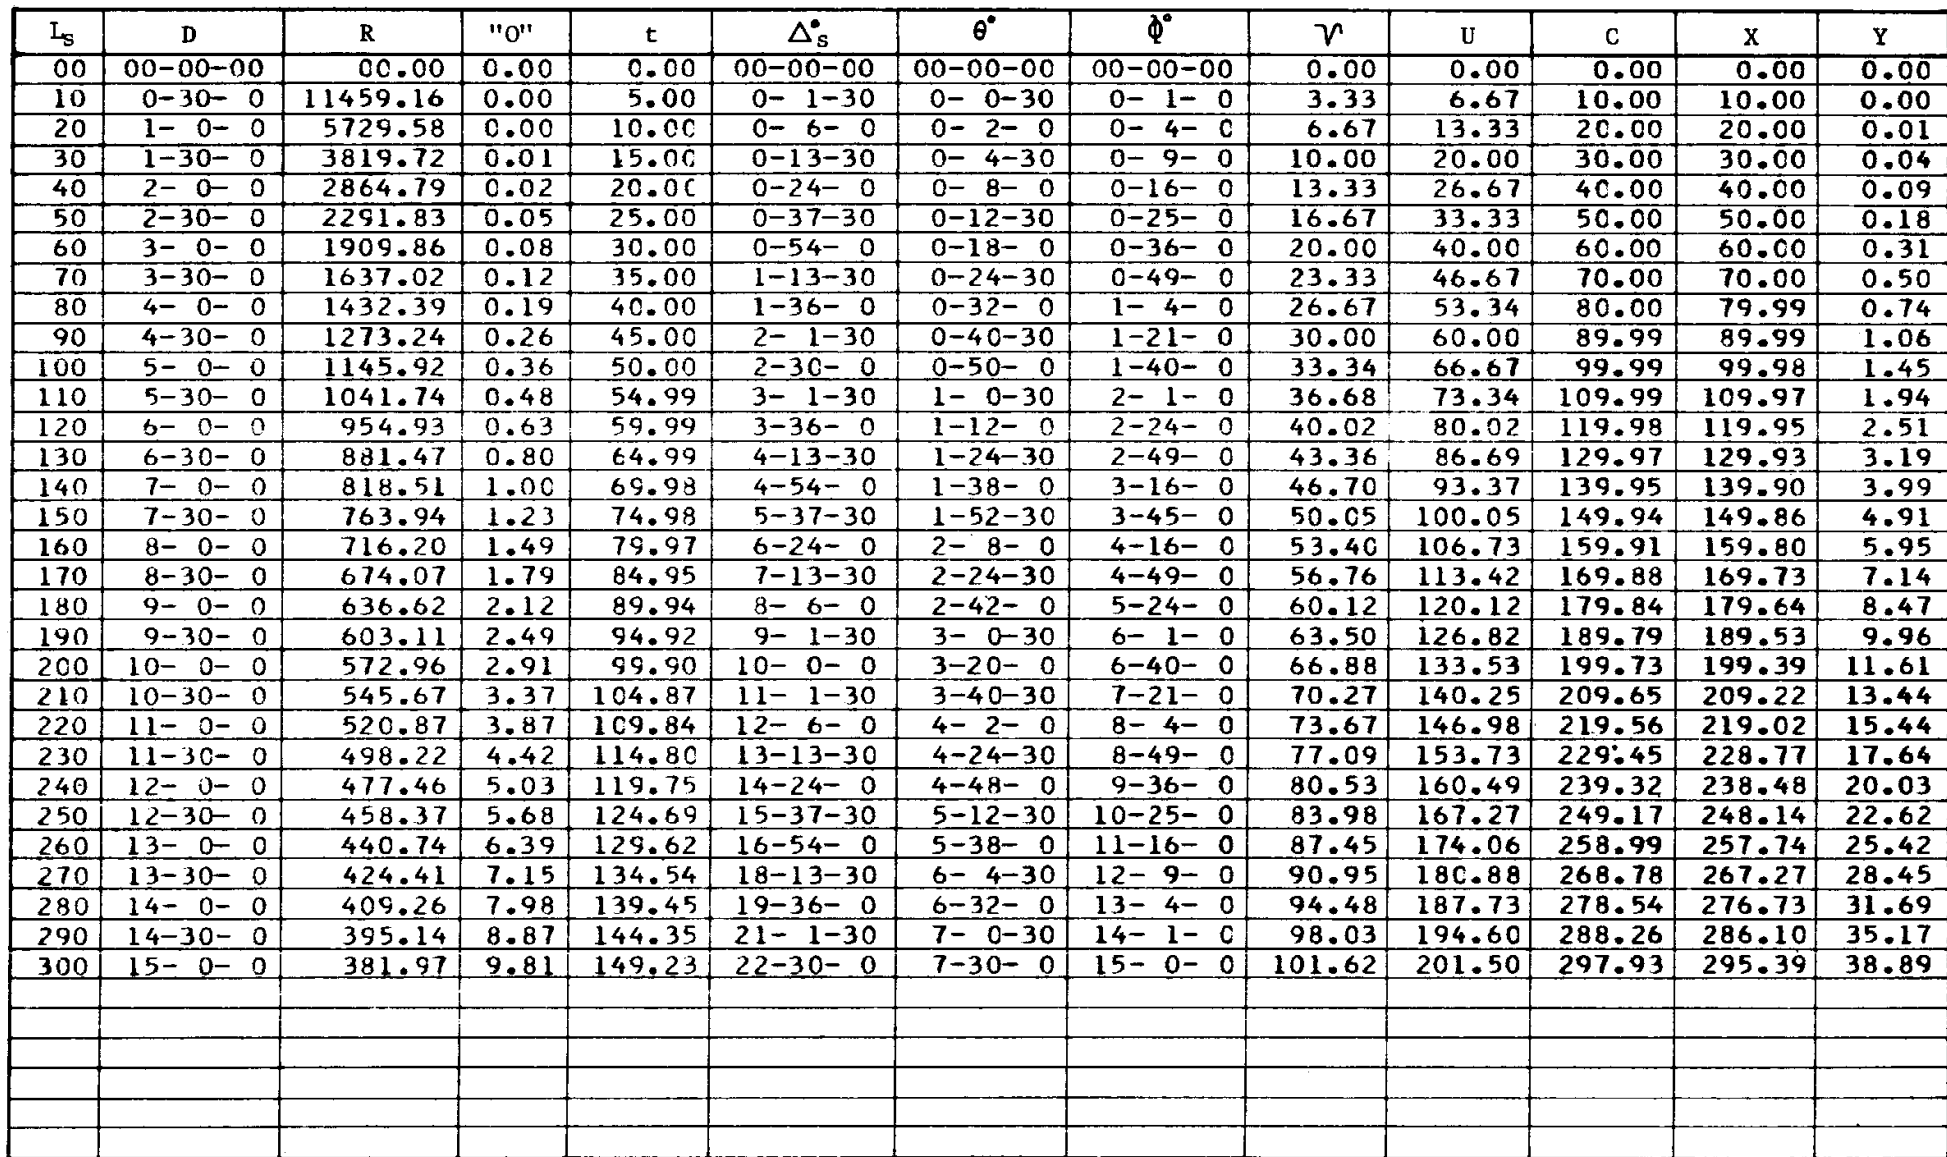 Ls D R "O" t Δ°s θ° Φ° V U C X Y
00 00-00-00 00.00 0.00 0.00 00-00-00 00-00-00 00-00-00 0.00 0.00 0.00 0.00 0.00
10 0-30- 0 11459.16 0.00 5.00 0- 1-30 0- 0-30 0- 1- 0 3.33 6.67 10.00 10.00 0.00
20 1- 0- 0 5729.58 0.00 10.00 0- 6- 0 0- 2- 0 0- 4- 0 6.67 13.33 20.00 20.00 0.01
30 1-30- 0 3819.72 0.01 15.00 0-13-30 0- 4-30 0- 9- 0 10.00 20.00 30.00 30.00 0.04
40 2- 0- 0 2864.79 0.02 20.00 0-24- 0 0- 8- 0 0-16- 0 13.33 26.67 40.00 40.00 0.09
50 2-30- 0 2291.83 0.05 25.00 0-37-30 0-12-30 0-25- 0 16.67 33.33 50.00 50.00 0.18
60 3- 0- 0 1909.86 0.08 30.00 0-54- 0 0-18- 0 0-36- 0 20.00 40.00 60.00 60.00 0.31
70 3-30- 0 1637.02 0.12 35.00 1-13-30 0-24-30 0-49- 0 23.33 46.67 70.00 70.00 0.50
80 4- 0- 0 1432.39 0.19 40.00 1-36- 0 0-32- 0 1- 4- 0 26.67 53.34 80.00 79.99 0.74
90 4-30- 0 1273.24 0.26 45.00 2- 1-30 0-40-30 1-21- 0 30.00 60.00 89.99 89.99 1.06
100 5- 0- 0 1145.92 0.36 50.00 2-30- 0 0-50- 0 1-40- 0 33.34 66.67 99.99 99.98 1.45
110 5-30- 0 1041.74 0.48 54.99 3- 1-30 1- 0-30 2- 1- 0 36.68 73.34 109.99 109.97 1.94
120 6- 0- 0 954.93 0.63 59.99 3-36- 0 1-12- 0 2-24- 0 40.02 80.02 119.98 119.95 2.51
130 6-30- 0 881.47 0.80 64.99 4-13-30 1-24-30 2-49- 0 43.36 86.69 129.97 129.93 3.19
140 7- 0- 0 818.51 1.00 69.98 4-54- 0 1-38- 0 3-16- 0 46.70 93.37 139.95 139.90 3.99
150 7-30- 0 763.94 1.23 74.98 5-37-30 1-52-30 3-45- 0 50.05 100.05 149.94 149.86 4.91
160 8- 0- 0 716.20 1.49 79.97 6-24- 0 2- 8- 0 4-16- 0 53.40 106.73 159.91 159.80 5.95
170 8-30- 0 674.07 1.79 84.95 7-13-30 2-24-30 4-49- 0 56.76 113.42 169.88 169.73 7.14
180 9- 0- 0 636.62 2.12 89.94 8- 6- 0 2-42- 0 5-24- 0 60.12 120.12 179.84 179.64 8.47
190 9-30- 0 603.11 2.49 94.92 9- 1-30 3- 0-30 6- 1- 0 63.50 126.82 189.79 189.53 9.96
200 10- 0- 0 572.96 2.91 99.90 10- 0- 0 3-20- 0 6-40- 0 66.88 133.53 199.73 199.39 11.61
210 10-30- 0 545.67 3.37 104.87 11- 1-30 3-40-30 7-21- 0 70.27 140.25 209.65 209.22 13.44
220 11- 0- 0 520.87 3.87 109.84 12- 6- 0 4- 2- 0 8- 4- 0 73.67 146.98 219.56 219.02 15.44
230 11-30- 0 498.22 4.42 114.80 13-13-30 4-24-30 8-49- 0 77.09 153.73 229.45 228.77 17.64
240 12- 0- 0 477.46 5.03 119.75 14-24- 0 4-48- 0 9-36- 0 80.53 160.49 239.32 238.48 20.03
250 12-30- 0 458.37 5.68 124.69 15-37-30 5-12-30 10-25- 0 83.98 167.27 249.17 248.14 22.62
260 13- 0- 0 440.74 6.39 129.62 16-54- 0 5-38- 0 11-16- 0 87.45 174.06 258.99 257.74 25.42
270 13-30- 0 424.41 7.15 134.54 18-13-30 6- 4-30 12- 9- 0 90.95 180.88 268.78 267.27 28.45
280 14- 0- 0 409.26 7.98 139.45 19-36- 0 6-32- 0 13- 4- 0 94.48 187.73 278.54 276.73 31.69
290 14-30- 0 395.14 8.87 144.35 21- 1-30 7- 0-30 14- 1- 0 98.03 194.60 288.26 286.10 35.17
300 15- 0- 0 381.97 9.81 149.23 22-30- 0 7-30- 0 15- 0- 0 101.62 201.50 297.93 295.39 38.89